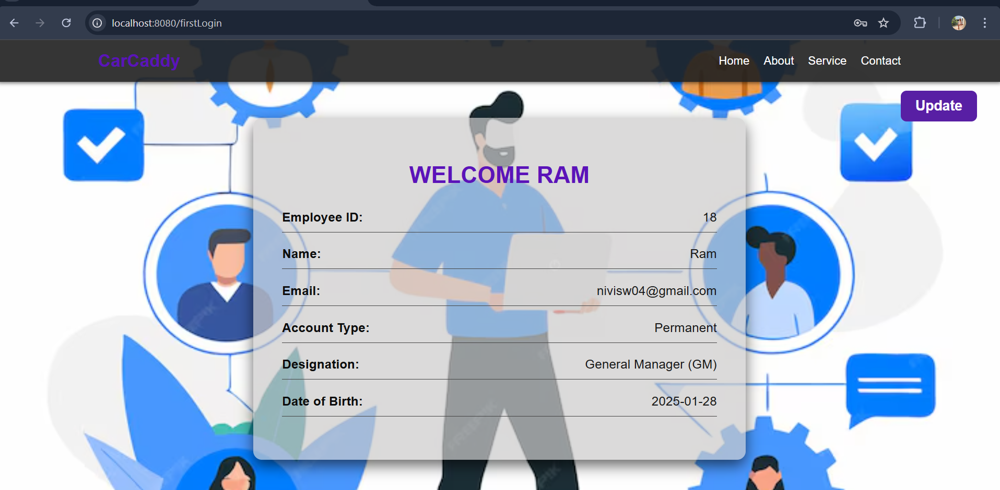 localhost:8080/firstLogin
CarCaddy Home About Service Contact
Update
WELCOME RAM
Employee ID: 18
Name: Ram
Email: nivisw04@gmail.com
Account Type: Permanent
Designation: General Manager (GM)
Date of Birth: 2025-01-28
FREEPIK